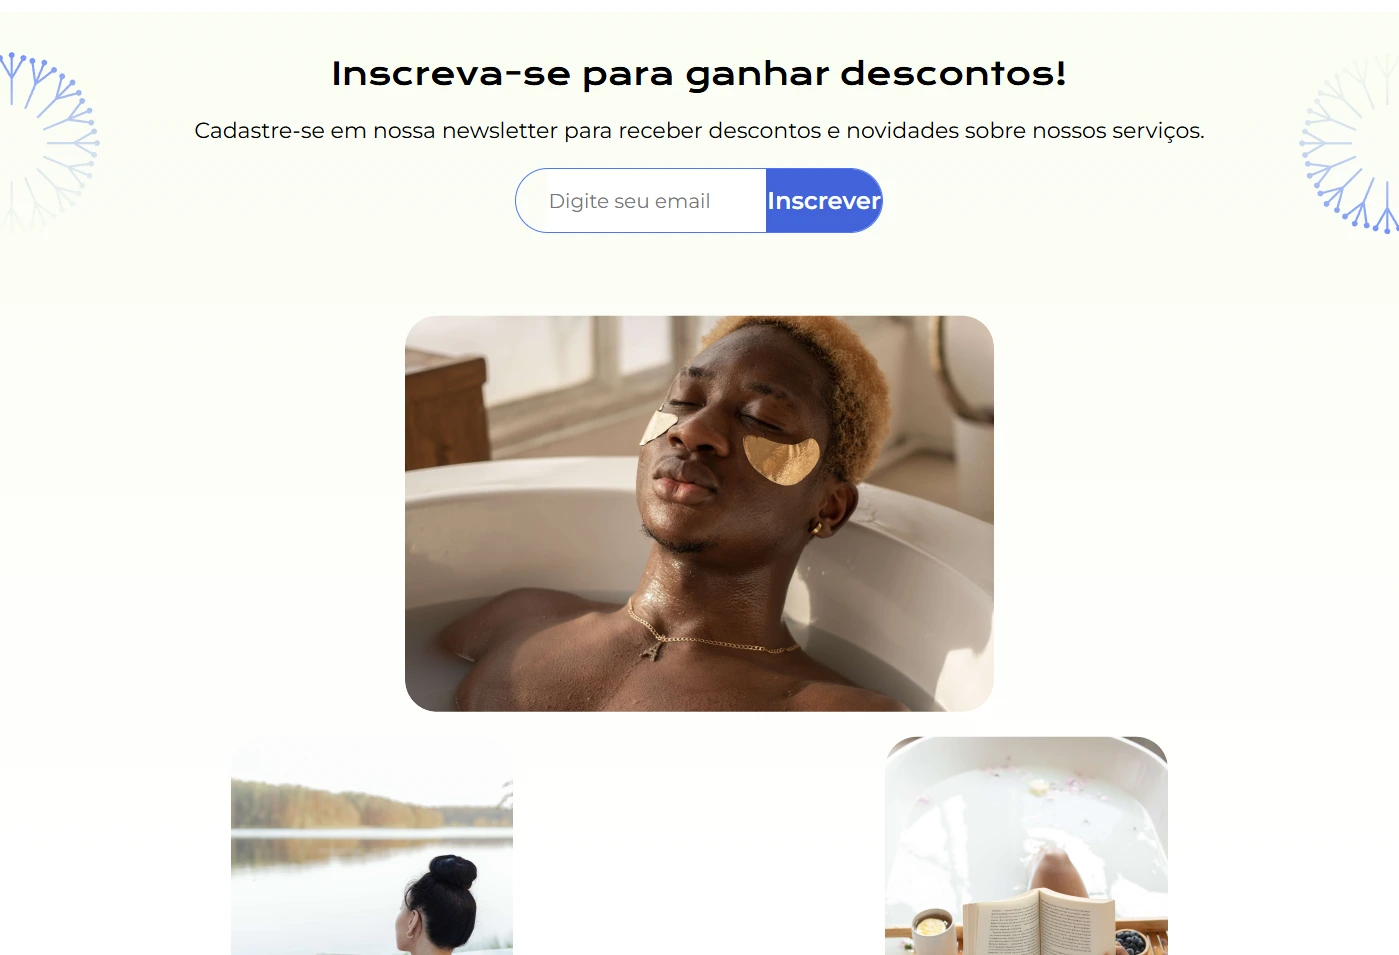 Inscreva-se para ganhar descontos!
Cadastre-se em nossa newsletter para receber descontos e novidades sobre nossos serviços.
Digite seu email
Inscrever